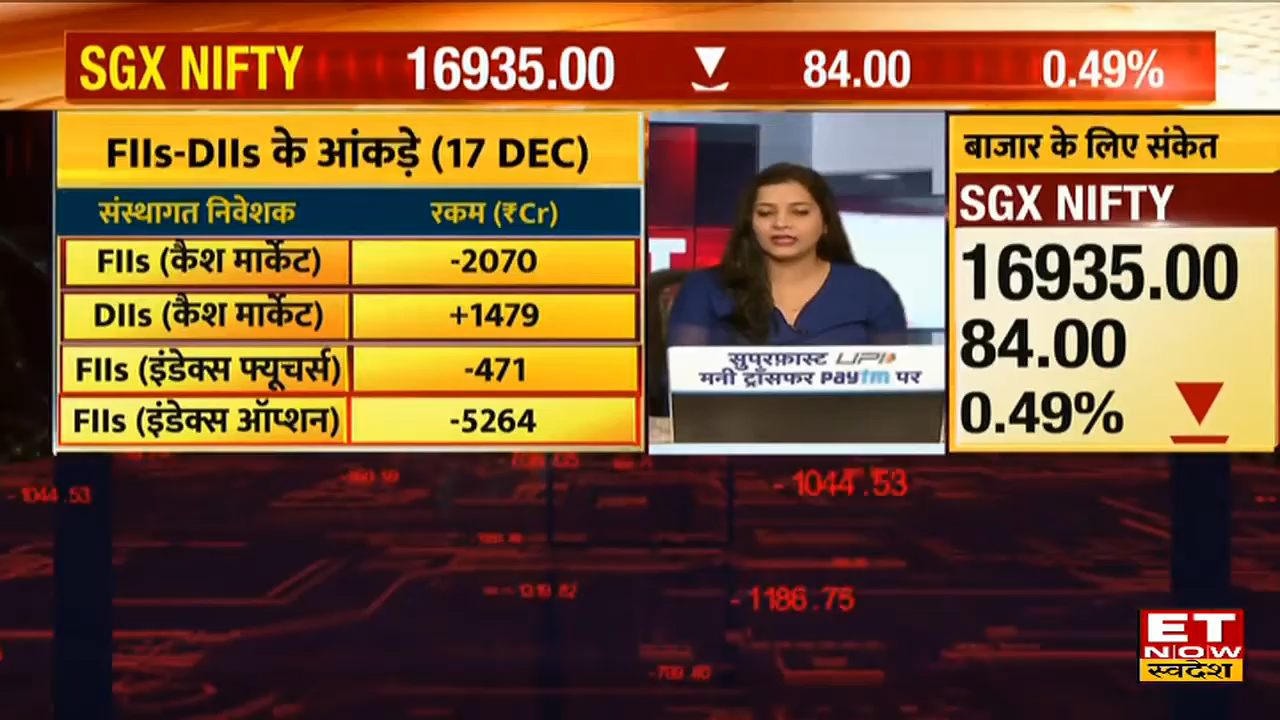 SGX NIFTY 16935.00 84.00 0.49%
FIIs-DIIs के आंकड़े (17 DEC)
संस्थागत निवेशक रकम (₹Cr)
FIIs (कैश मार्केट) -2070
DIIs (कैश मार्केट) +1479
FIIs (इंडेक्स फ्यूचर्स) -471
FIIs (इंडेक्स ऑप्शन) -5264
सुपरफ़ास्ट UPI
मनी ट्राँसफर paytm पर
बाजार के लिए संकेत
SGX NIFTY
16935.00
84.00
0.49%
-1044.53
-1044.53
-1186.75
ET
NOW
स्वदेश